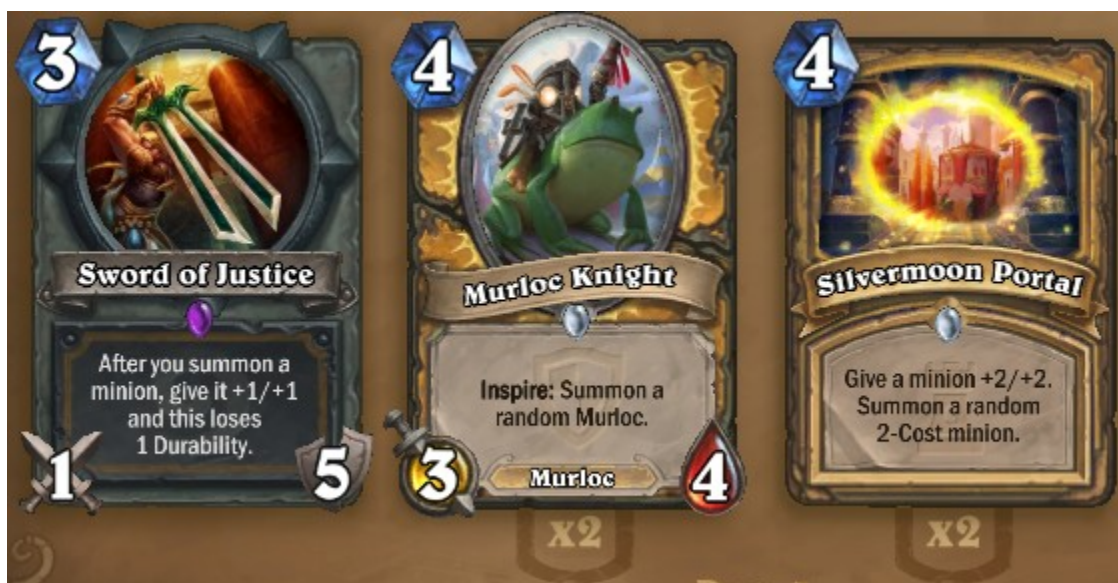 3
Sword of Justice
After you summon a
minion, give it +1/+1
and this loses
1 Durability.
1
5
4
Murloc Knight
Inspire: Summon a
random Murloc.
Murloc
3
4
x2
4
Silvermoon Portal
Give a minion +2/+2.
Summon a random
2-Cost minion.
x2